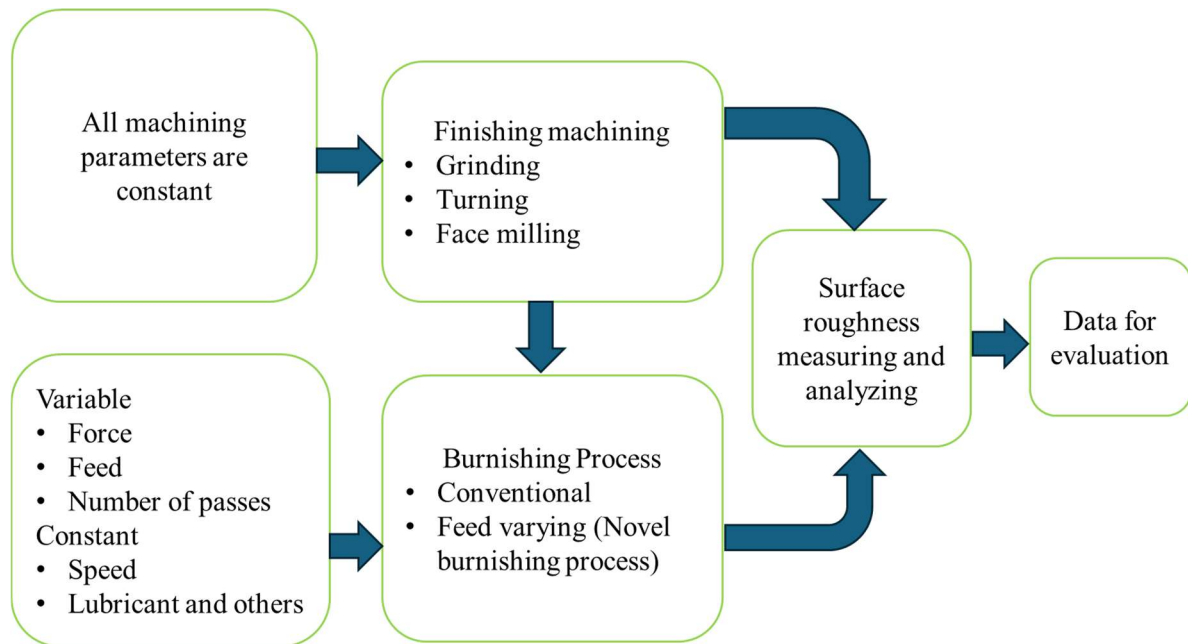 All machining
parameters are
constant
Finishing machining
• Grinding
• Turning
• Face milling
Surface
roughness
measuring and
analyzing
Data for
evaluation
Variable
• Force
• Feed
• Number of passes
Constant
• Speed
• Lubricant and others
Burnishing Process
• Conventional
• Feed varying (Novel
burnishing process)